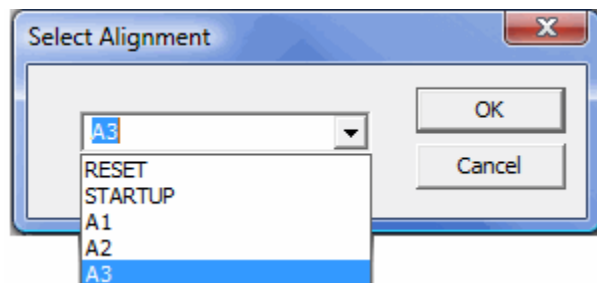 Select Alignment
A3
OK
Cancel
RESET
STARTUP
A1
A2
A3